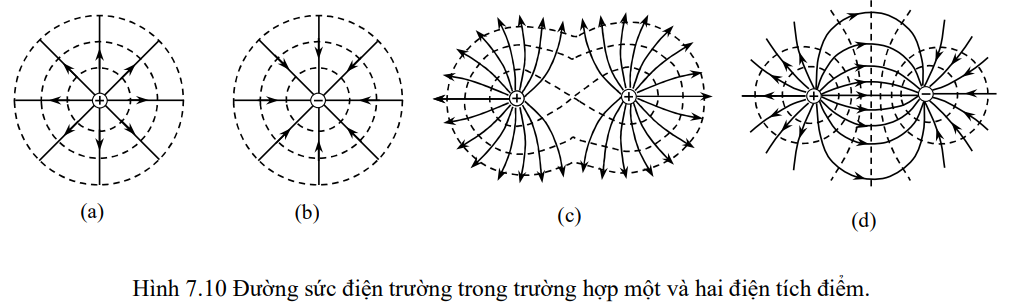 (a)
(b)
(c)
(d)
Hình 7.10 Đường sức điện trường trong trường hợp một và hai điện tích điểm.